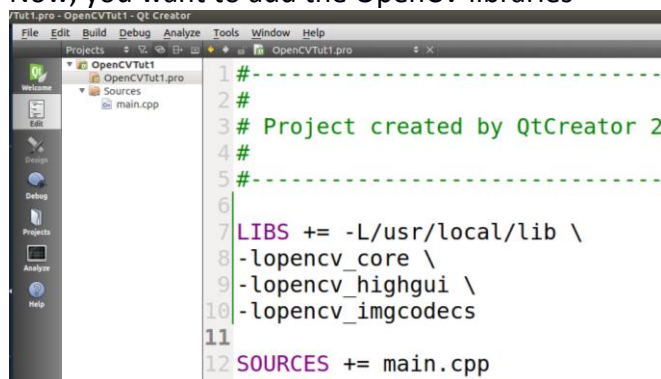 Now, you want to add the OpenCV libraries
Tut1.pro - OpenCVTut1 - Qt Creator
File Edit Build Debug Analyze Tools Window Help
Projects OpenCVTut1.pro
OpenCVTut1
OpenCVTut1.pro
Sources
main.cpp
Welcome
Edit
Design
Debug
Projects
Analyze
Help
1 #-----------------------------------
2 #
3 # Project created by QtCreator 2
4 #
5 #-----------------------------------
6
7 LIBS += -L/usr/local/lib \
8 -lopencv_core \
9 -lopencv_highgui \
10 -lopencv_imgcodecs
11
12 SOURCES += main.cpp